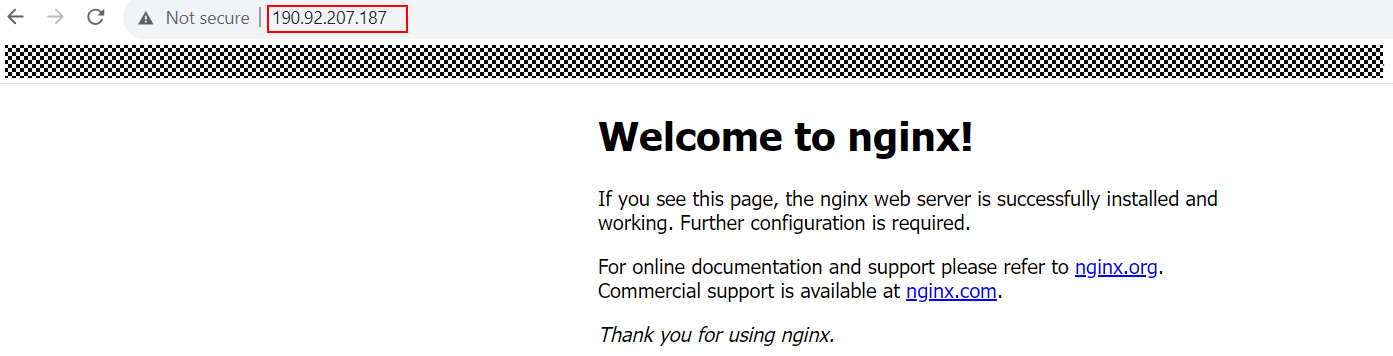 Not secure | 190.92.207.187
Welcome to nginx!
If you see this page, the nginx web server is successfully installed and
working. Further configuration is required.
For online documentation and support please refer to nginx.org.
Commercial support is available at nginx.com.
Thank you for using nginx.